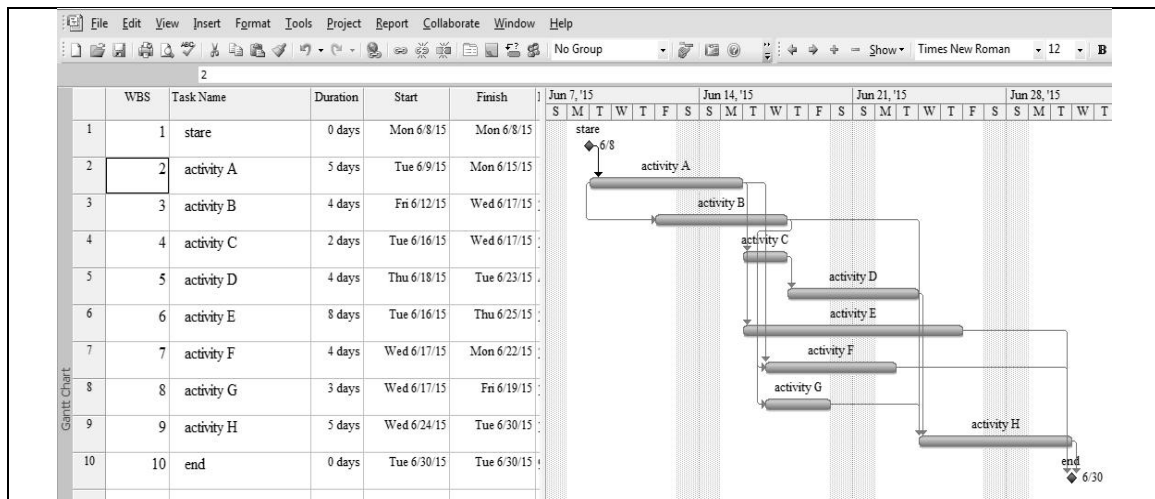 File Edit View Insert Format Tools Project Report Collaborate Window Help
No Group Show Times New Roman 12 B
2
WBS Task Name Duration Start Finish Jun 7, '15 Jun 14, '15 Jun 21, '15 Jun 28, '15
S M T W T F S S M T W T F S S M T W T F S S M T W T
1 1 stare 0 days Mon 6/8/15 Mon 6/8/15
2 2 activity A 5 days Tue 6/9/15 Mon 6/15/15
3 3 activity B 4 days Fri 6/12/15 Wed 6/17/15
4 4 activity C 2 days Tue 6/16/15 Wed 6/17/15
5 5 activity D 4 days Thu 6/18/15 Tue 6/23/15
6 6 activity E 8 days Tue 6/16/15 Thu 6/25/15
7 7 activity F 4 days Wed 6/17/15 Mon 6/22/15
8 8 activity G 3 days Wed 6/17/15 Fri 6/19/15
9 9 activity H 5 days Wed 6/24/15 Tue 6/30/15
10 10 end 0 days Tue 6/30/15 Tue 6/30/15
Gantt Chart
stare
6/8
activity A
activity B
activity C
activity D
activity E
activity F
activity G
activity H
end
6/30